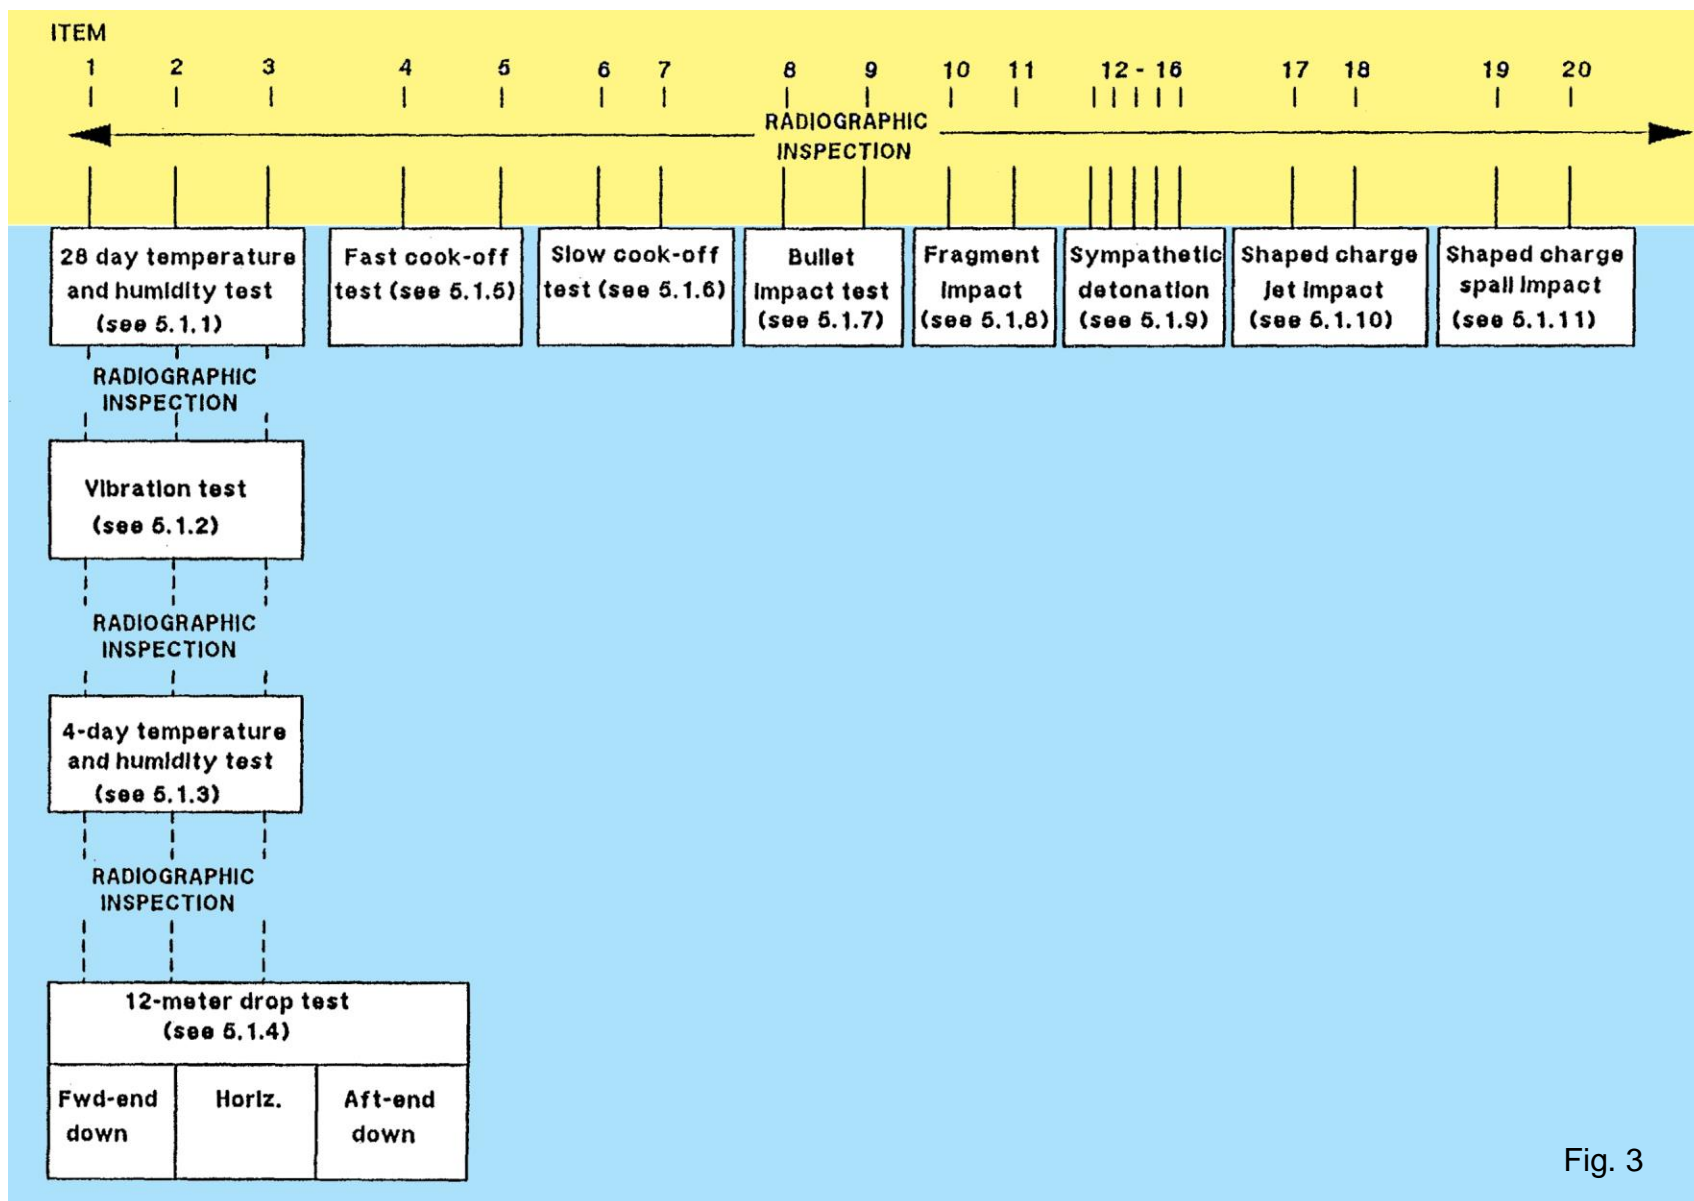 ITEM
1 2 3 4 5 6 7 8 9 10 11 12 - 16 17 18 19 20
RADIOGRAPHIC
INSPECTION
28 day temperature
and humidity test
(see 5.1.1)
Fast cook-off
test (see 5.1.5)
Slow cook-off
test (see 5.1.6)
Bullet
impact test
(see 5.1.7)
Fragment
impact
(see 5.1.8)
Sympathetic
detonation
(see 5.1.9)
Shaped charge
jet impact
(see 5.1.10)
Shaped charge
spall impact
(see 5.1.11)
RADIOGRAPHIC
INSPECTION
Vibration test
(see 5.1.2)
RADIOGRAPHIC
INSPECTION
4-day temperature
and humidity test
(see 5.1.3)
RADIOGRAPHIC
INSPECTION
12-meter drop test
(see 5.1.4)
Fwd-end
down
Horiz.
Aft-end
down
Fig. 3